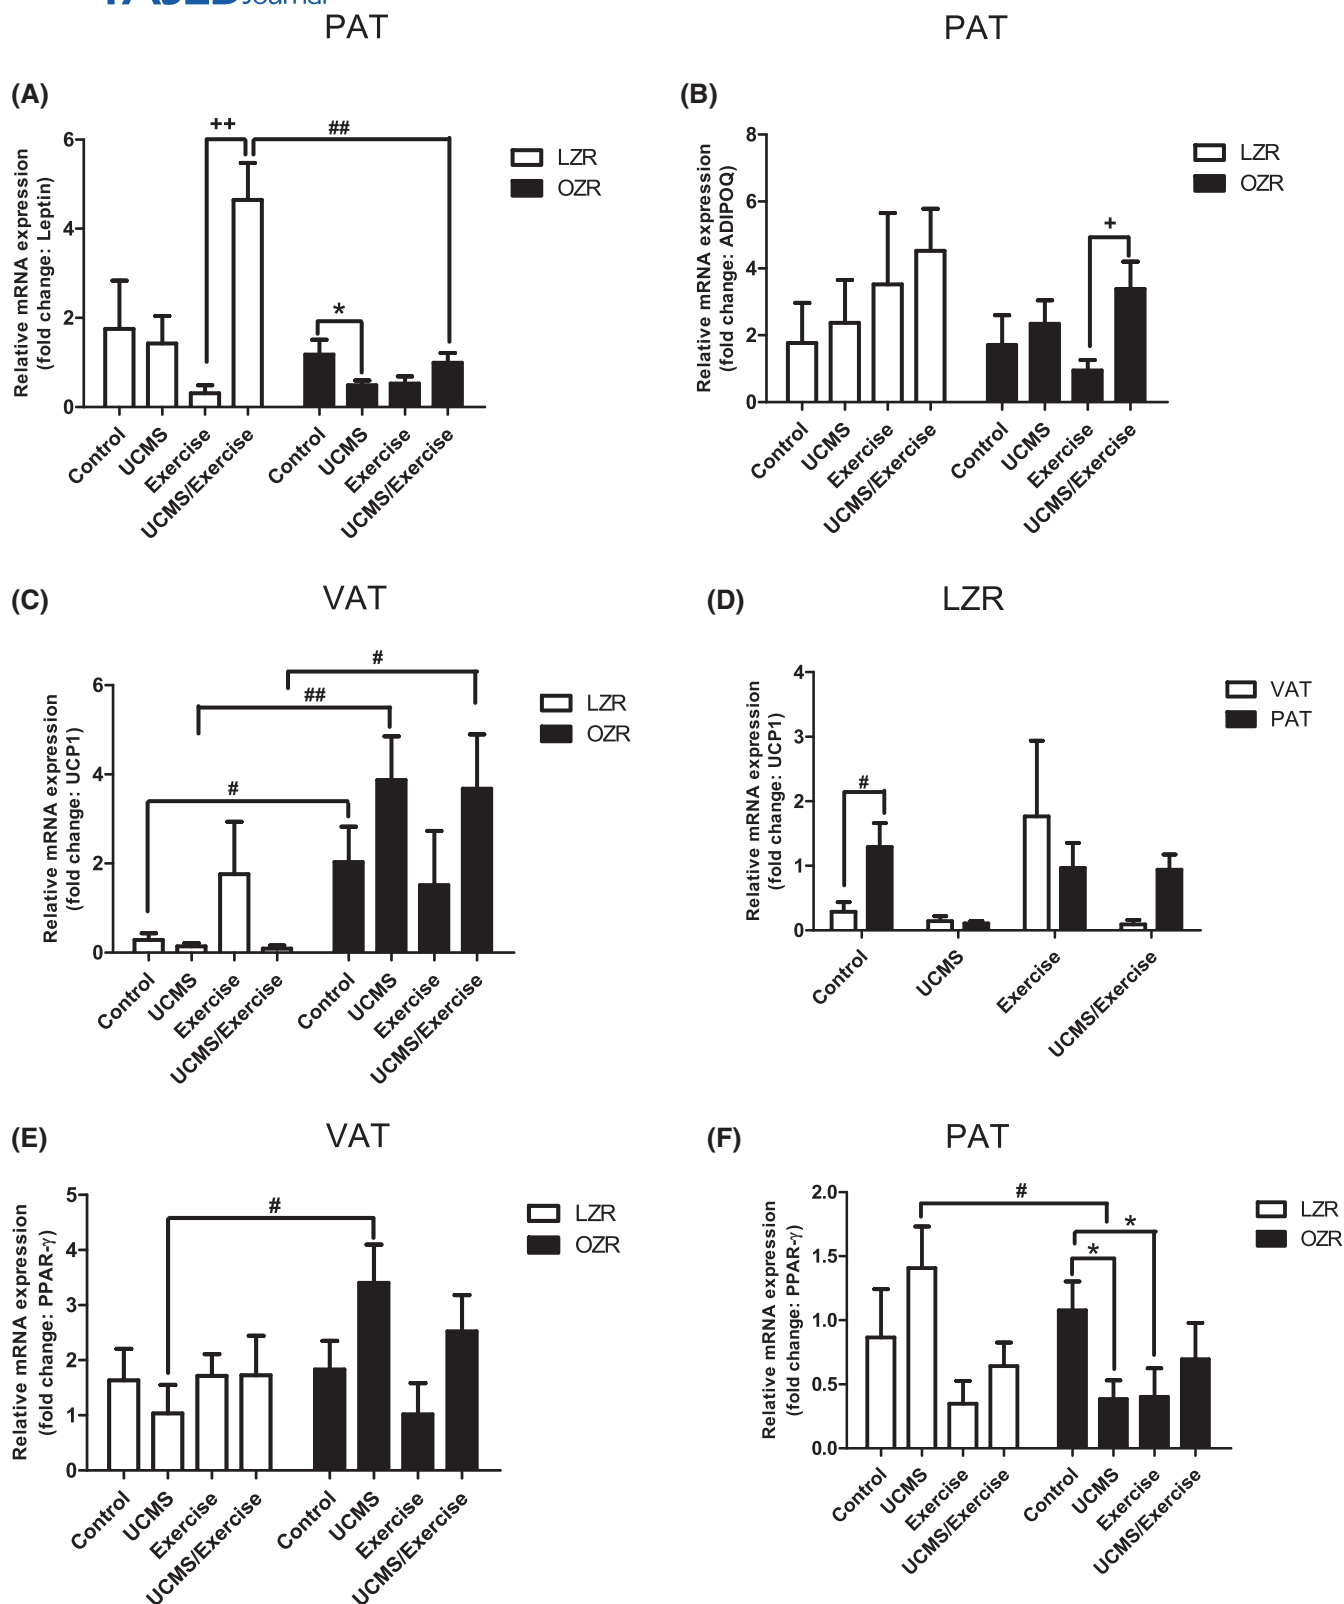 Journal
PAT
PAT
(A)
Relative mRNA expression
(fold change: Leptin)
6
4
2
0
++
##
*
LZR
OZR
Control
UCMS
Exercise
UCMS/Exercise
Control
UCMS
Exercise
UCMS/Exercise
(B)
Relative mRNA expression
(fold change: ADIPOQ)
8
6
4
2
0
+
LZR
OZR
Control
UCMS
Exercise
UCMS/Exercise
Control
UCMS
Exercise
UCMS/Exercise
(C)
VAT
Relative mRNA expression
(fold change: UCP1)
6
4
2
0
#
##
#
LZR
OZR
Control
UCMS
Exercise
UCMS/Exercise
Control
UCMS
Exercise
UCMS/Exercise
(D)
LZR
Relative mRNA expression
(fold change: UCP1)
4
3
2
1
0
#
VAT
PAT
Control
UCMS
Exercise
UCMS/Exercise
(E)
VAT
Relative mRNA expression
(fold change: PPAR-γ)
5
4
3
2
1
0
#
LZR
OZR
Control
UCMS
Exercise
UCMS/Exercise
Control
UCMS
Exercise
UCMS/Exercise
(F)
PAT
Relative mRNA expression
(fold change: PPAR-γ)
2.0
1.5
1.0
0.5
0.0
#
*
*
LZR
OZR
Control
UCMS
Exercise
UCMS/Exercise
Control
UCMS
Exercise
UCMS/Exercise